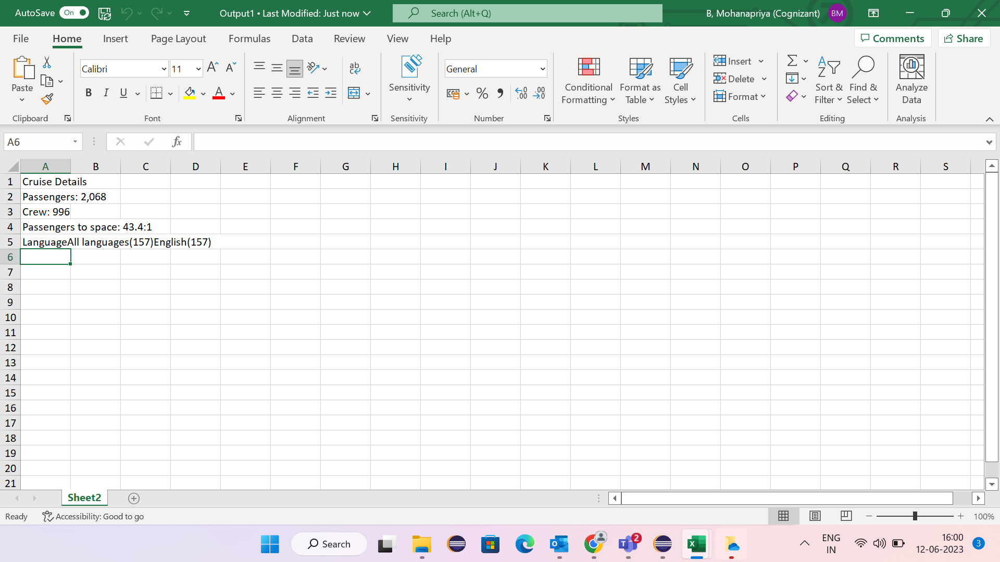 AutoSave On Output1 • Last Modified: Just now Search (Alt+Q) B, Mohanapriya (Cognizant) BM
File Home Insert Page Layout Formulas Data Review View Help Comments Share
Paste
Calibri 11
A A
B I U A
ab
Sensitivity
General
% .00 .00
Conditional Formatting
Format as Table
Cell Styles
Insert
Delete
Format
Sort & Filter
Find & Select
Analyze Data
Clipboard Font Alignment Sensitivity Number Styles Cells Editing Analysis
A6 fx
A B C D E F G H I J K L M N O P Q R S
1 Cruise Details
2 Passengers: 2,068
3 Crew: 996
4 Passengers to space: 43.4:1
5 LanguageAll languages(157)English(157)
6
7
8
9
10
11
12
13
14
15
16
17
18
19
20
21
Sheet2
Ready Accessibility: Good to go 100%
Search 2 ENG 16:00
IN 12-06-2023 3